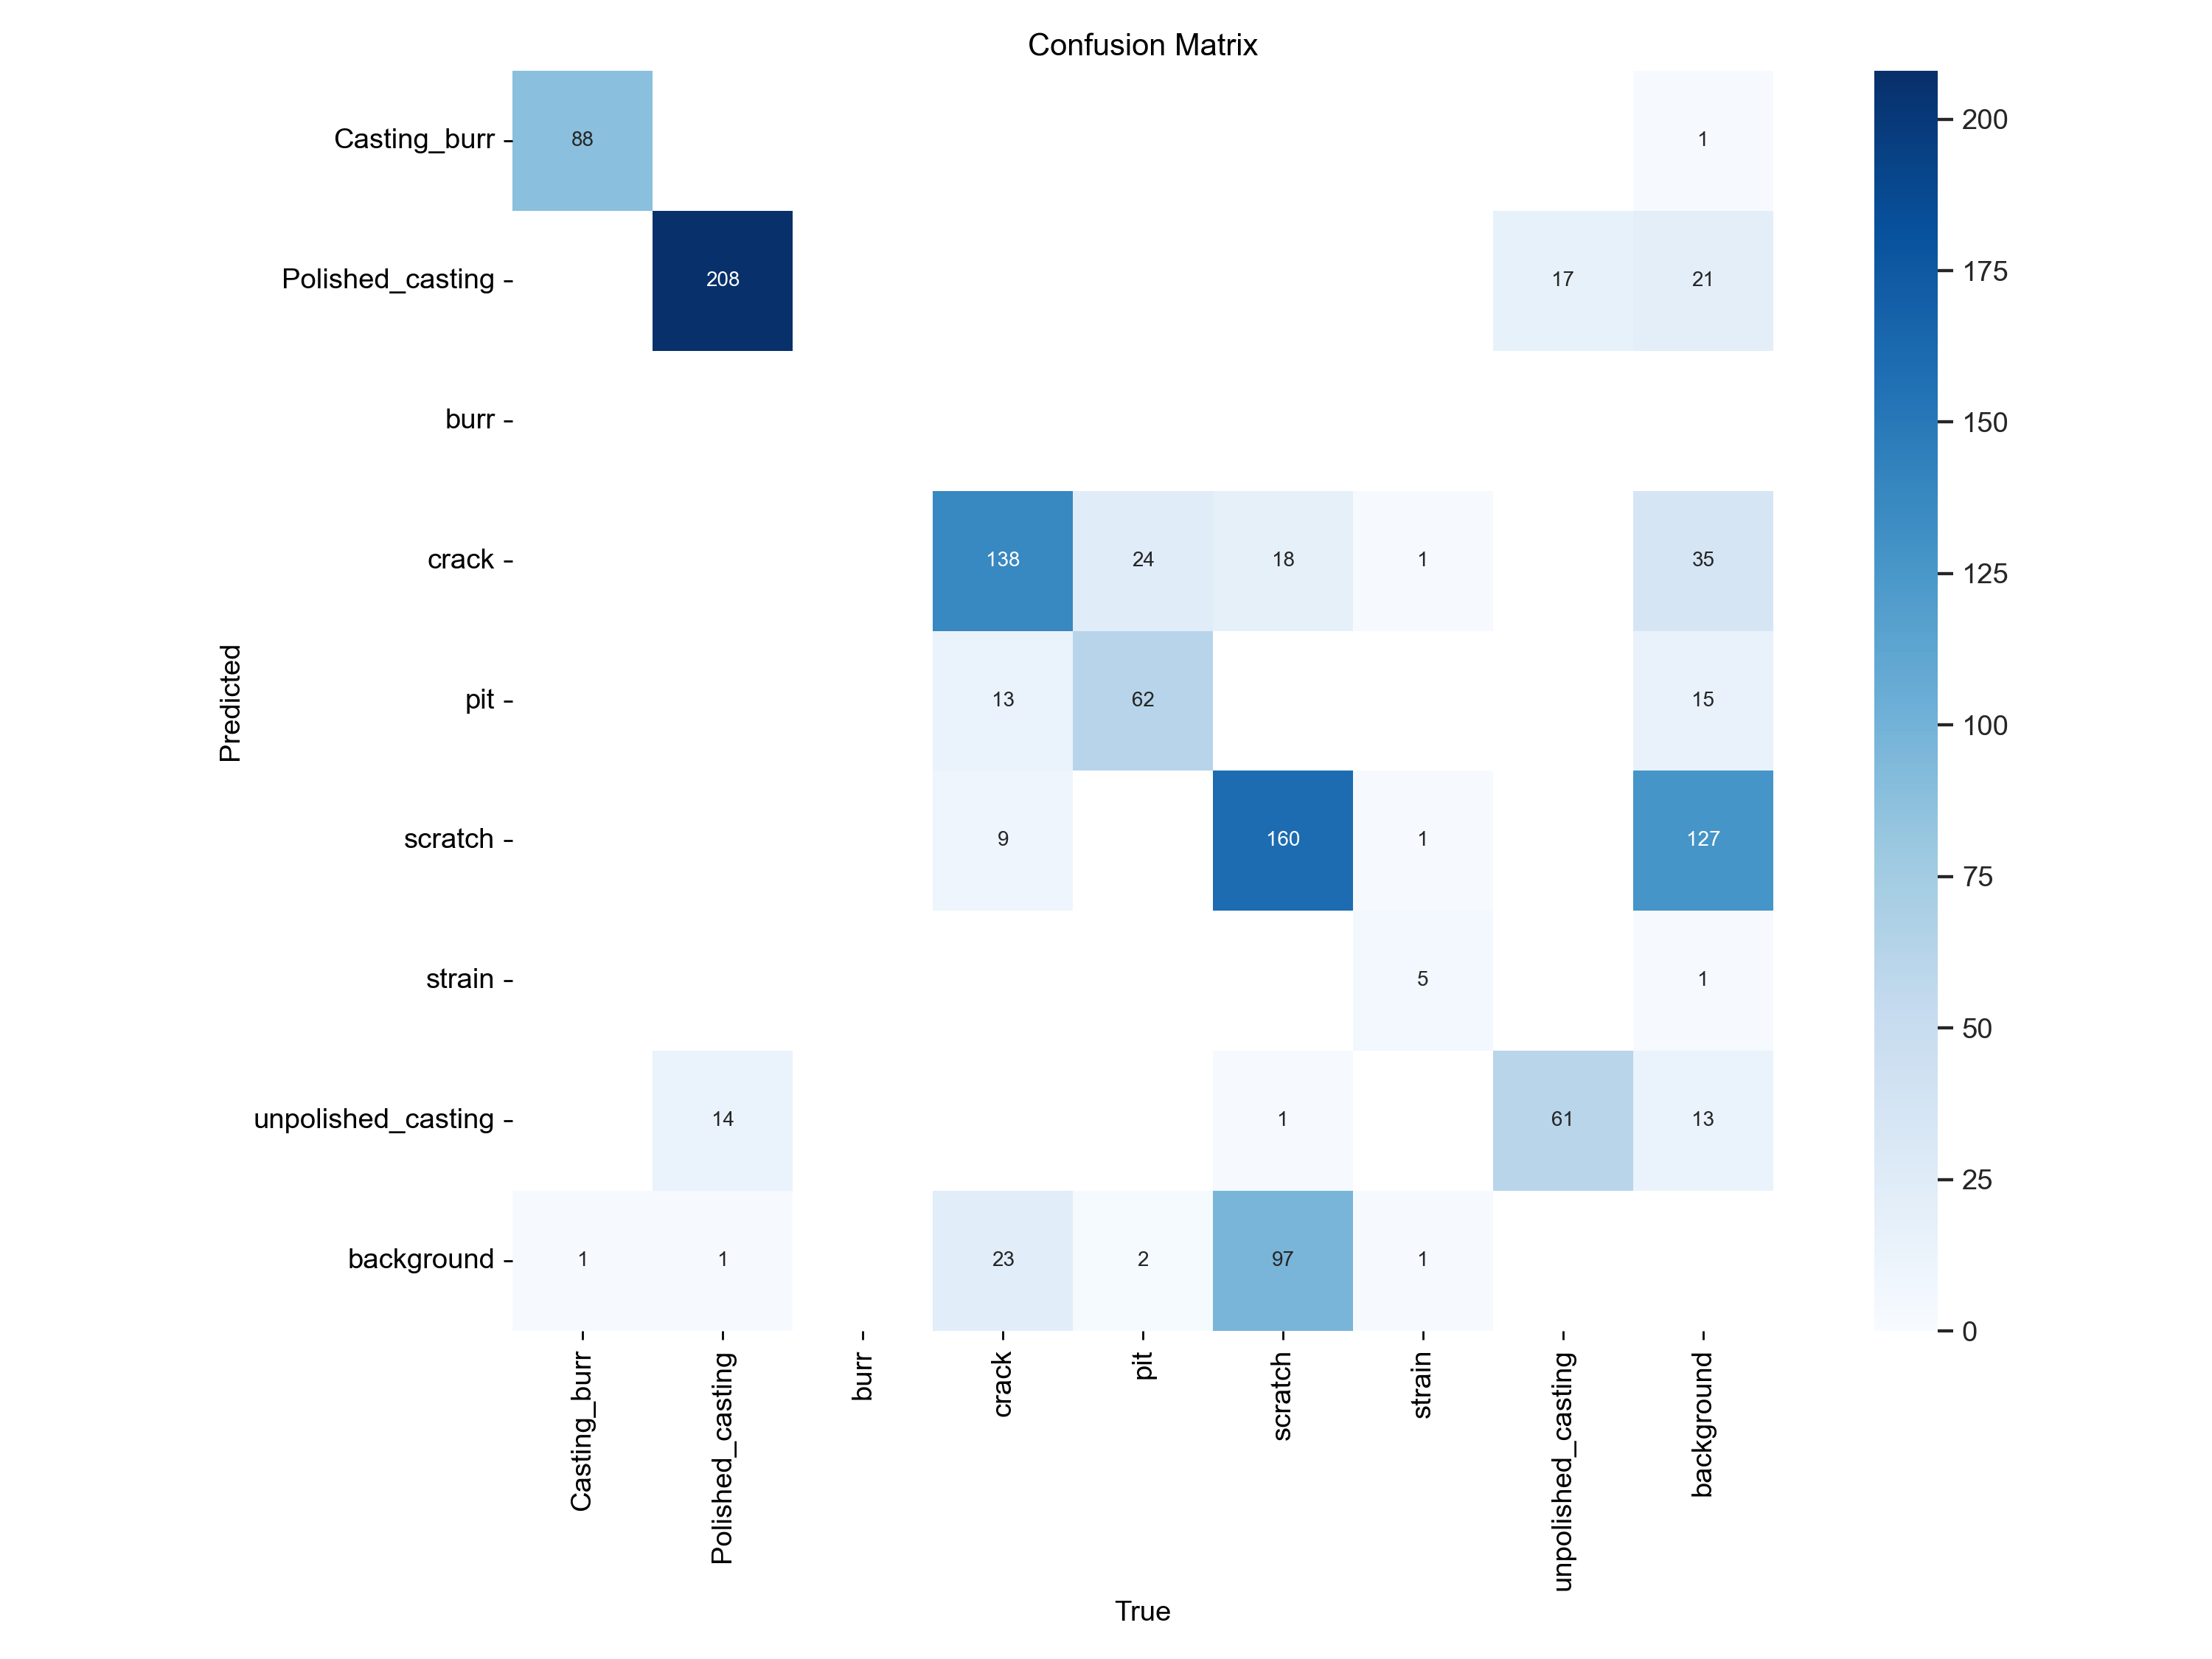 Confusion Matrix
Casting_burr 88 1 200
Polished_casting 208 17 21 175
burr 150
crack 138 24 18 1 35 125
Predicted
pit 13 62 15 100
scratch 9 160 1 127 75
strain 5 1 50
unpolished_casting 14 1 61 13 25
background 1 1 23 2 97 1 0
Casting_burr
Polished_casting
burr
crack
pit
scratch
strain
unpolished_casting
background
True